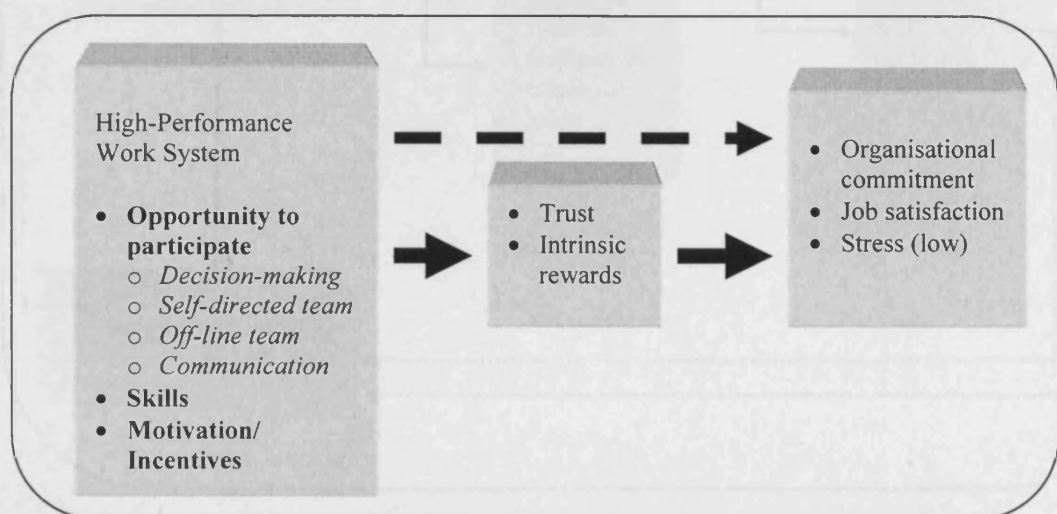 High-Performance
Work System
• Opportunity to
participate
○ Decision-making
○ Self-directed team
○ Off-line team
○ Communication
• Skills
• Motivation/
Incentives
• Trust
• Intrinsic
rewards
• Organisational
commitment
• Job satisfaction
• Stress (low)